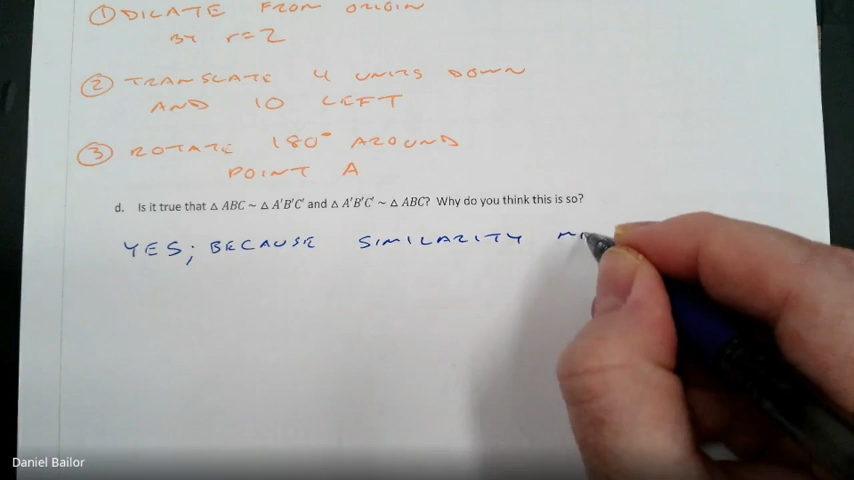 ① DILATE FROM ORIGIN
BY r=2
② TRANSLATE 4 UNITS DOWN
AND 10 LEFT
③ ROTATE 180° AROUND
POINT A
d. Is it true that △ ABC ~ △ A'B'C' and △ A'B'C' ~ △ ABC? Why do you think this is so?
YES; BECAUSE SIMILARITY
Daniel Bailor